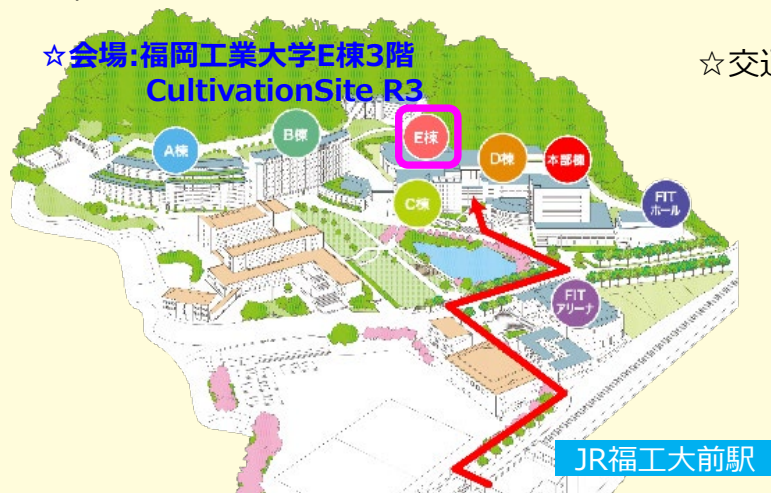 ☆会場:福岡工業大学E棟3階
CultivationSite R3
☆交通
A棟
B棟
E棟
D棟
本部棟
C棟
FIT
ホール
FIT
アリーナ
JR福工大前駅